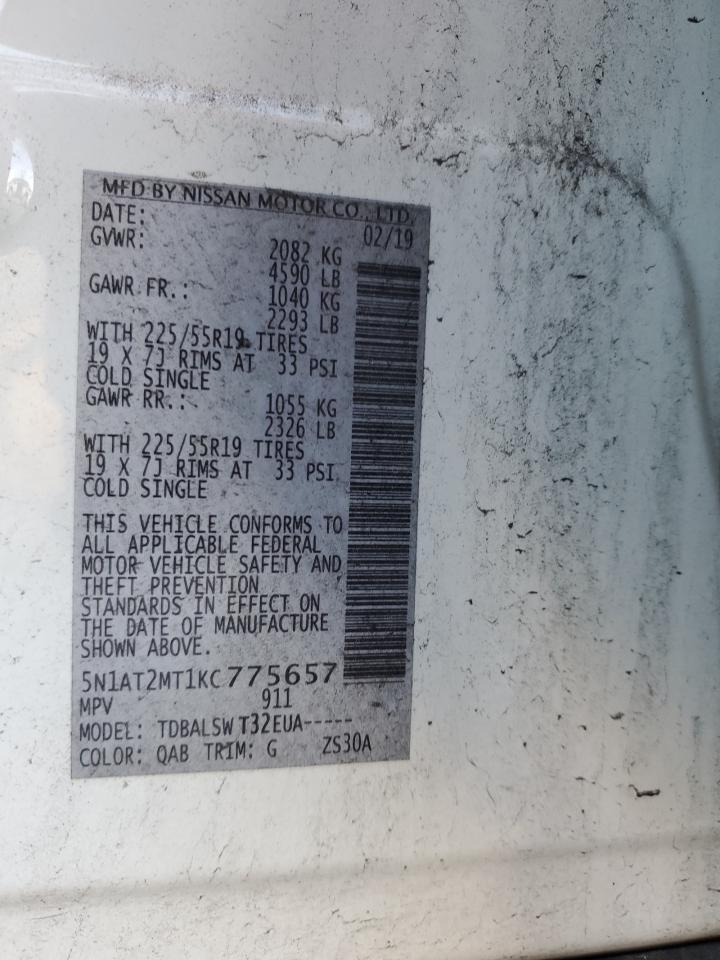 MFD BY NISSAN MOTOR CO., LTD.
DATE: 02/19
GVWR: 2082 KG
4590 LB
GAWR FR.: 1040 KG
2293 LB
WITH 225/55R19 TIRES
19 X 7J RIMS AT 33 PSI
COLD SINGLE
GAWR RR.: 1055 KG
2326 LB
WITH 225/55R19 TIRES
19 X 7J RIMS AT 33 PSI
COLD SINGLE
THIS VEHICLE CONFORMS TO
ALL APPLICABLE FEDERAL
MOTOR VEHICLE SAFETY AND
THEFT PREVENTION
STANDARDS IN EFFECT ON
THE DATE OF MANUFACTURE
SHOWN ABOVE.
5N1AT2MT1KC775657
MPV 911
MODEL: TDBALSWT32EUA-----
COLOR: QAB TRIM: G ZS30A